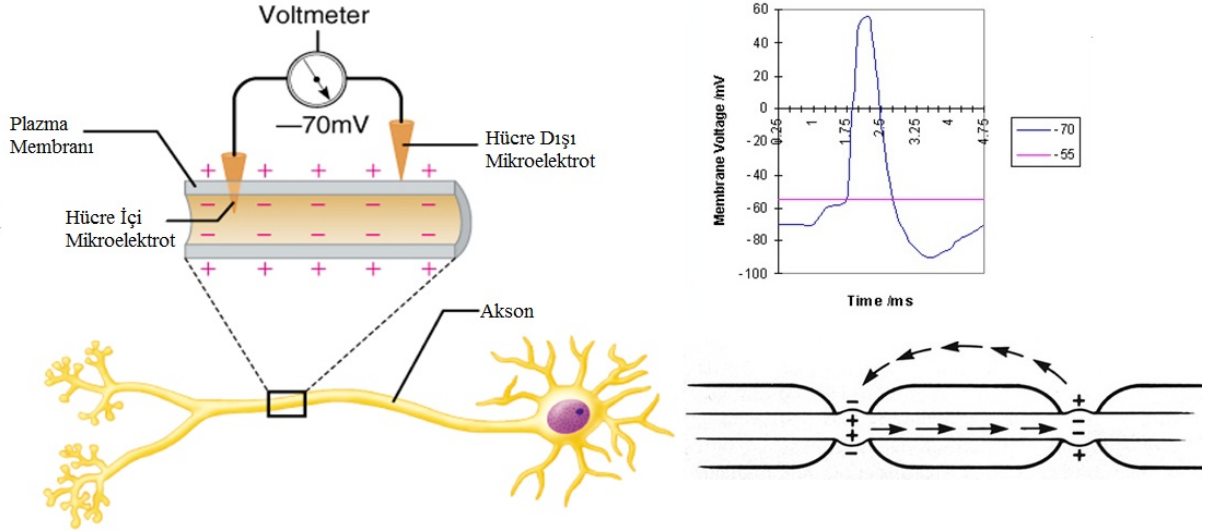 Voltmeter
—70mV
Plazma
Membranı
Hücre Dışı
Mikroelektrot
Hücre İçi
Mikroelektrot
+ + + + +
− − − − −
− − − − −
+ + + + +
Akson
Membrane Voltage /mV
60
40
20
0
-20
-40
-60
-80
-100
0.25
1
1.75
2.5
3.25
4
4.75
Time /ms
-70
-55
− +
+ −
+ −
− +